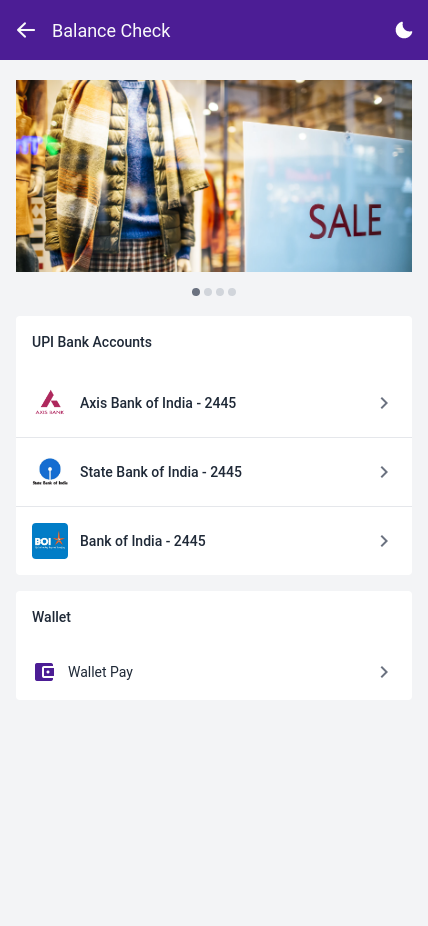 Balance Check
SALE
UPI Bank Accounts
AXIS BANK
Axis Bank of India - 2445
State Bank of India
State Bank of India - 2445
BOI
Bank of India - 2445
Wallet
Wallet Pay